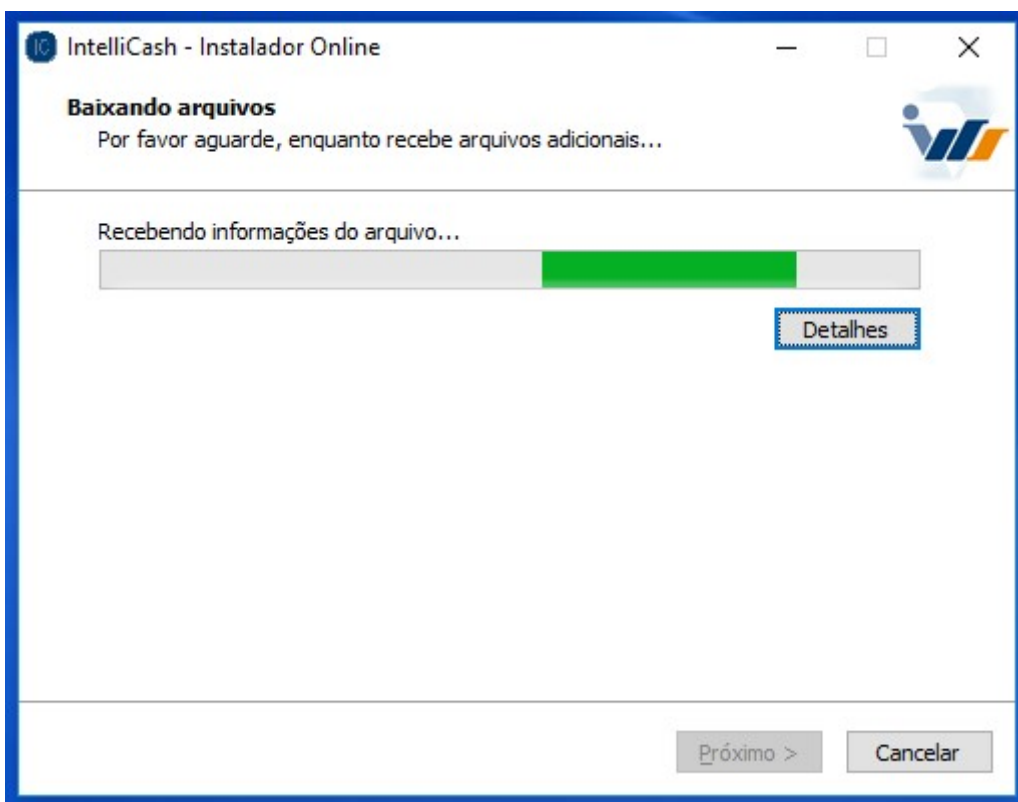 IC IntelliCash - Instalador Online
Baixando arquivos
Por favor aguarde, enquanto recebe arquivos adicionais...
Recebendo informações do arquivo...
Detalhes
Próximo >
Cancelar